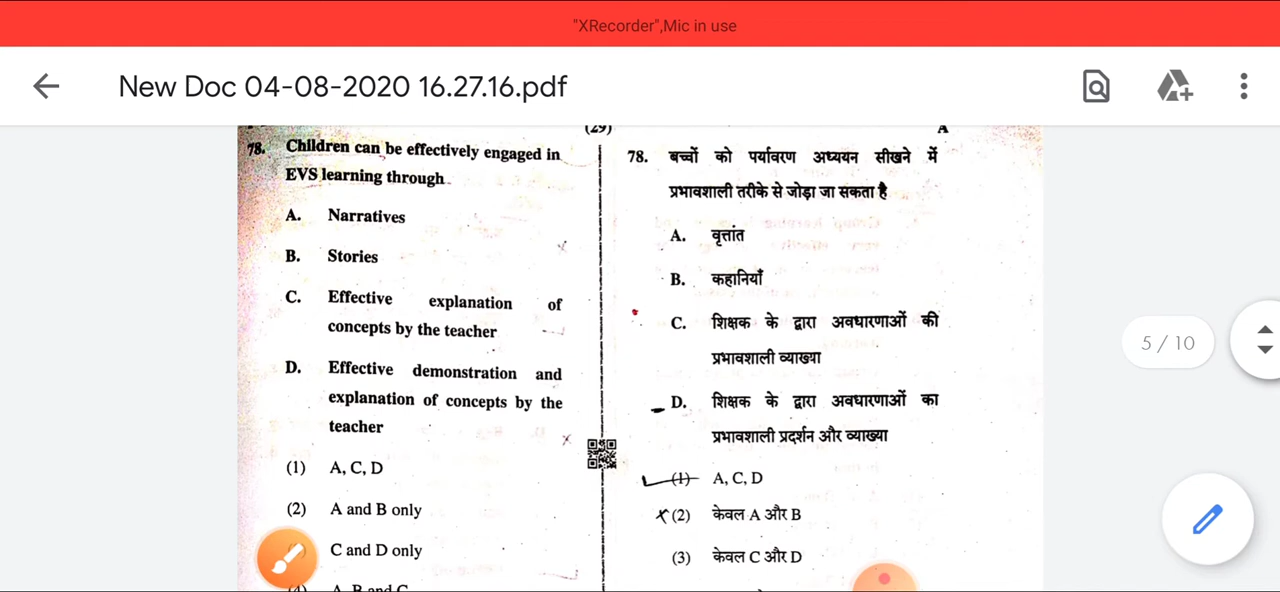 "XRecorder",Mic in use
New Doc 04-08-2020 16.27.16.pdf
(29)
A
78. Children can be effectively engaged in
EVS learning through
A. Narratives
B. Stories
C. Effective explanation of
concepts by the teacher
D. Effective demonstration and
explanation of concepts by the
teacher
(1) A, C, D
(2) A and B only
C and D only
(4) A, B and C
78. बच्चों को पर्यावरण अध्ययन सीखने में
प्रभावशाली तरीके से जोड़ा जा सकता है
A. वृत्तांत
B. कहानियाँ
C. शिक्षक के द्वारा अवधारणाओं की
प्रभावशाली व्याख्या
D. शिक्षक के द्वारा अवधारणाओं का
प्रभावशाली प्रदर्शन और व्याख्या
(1) A, C, D
(2) केवल A और B
(3) केवल C और D
5 / 10